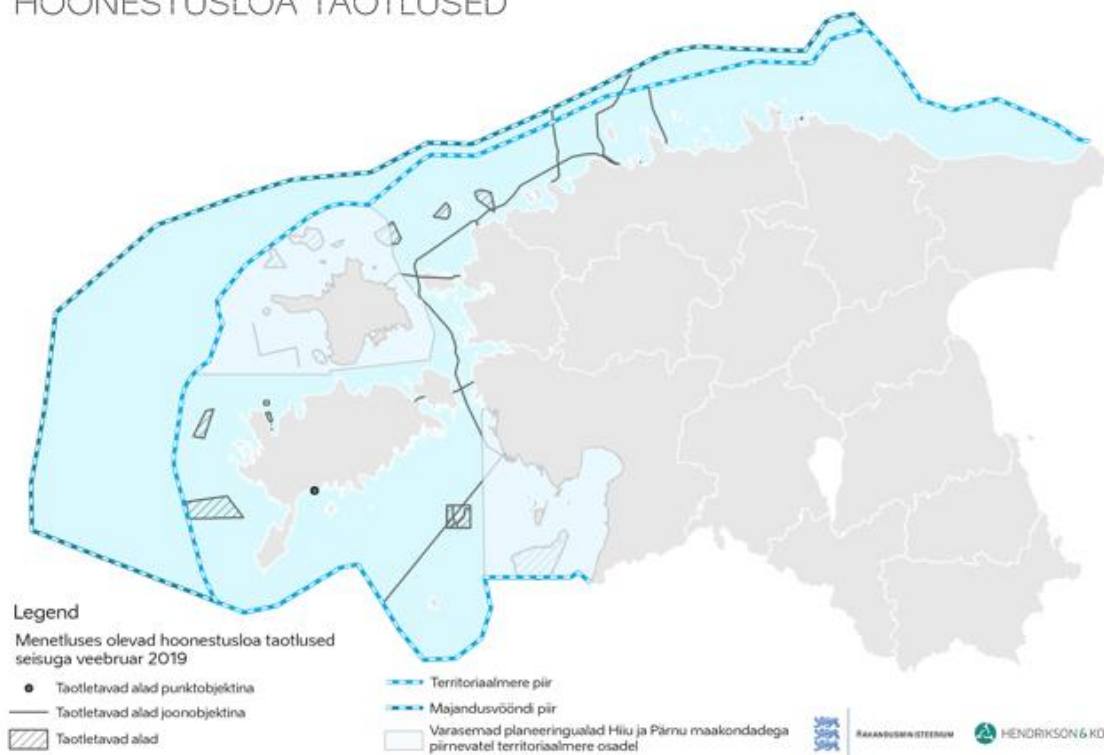 HOONESTUSLOA TAOTLUSED
Legend
Menetluses olevad hoonestusloa taotlused
seisuga veebruar 2019
Taotletavad alad punktobjektina
Taotletavad alad joonobjektina
Taotletavad alad
Territoriaalmere piir
Majandusvööndi piir
Varasemad planeeringualad Hiiu ja Pärnu maakondadega
piirnevatel territoriaalmere osadel
RAHANDUSMINISTEERIUM
HENDRIKSON & KO